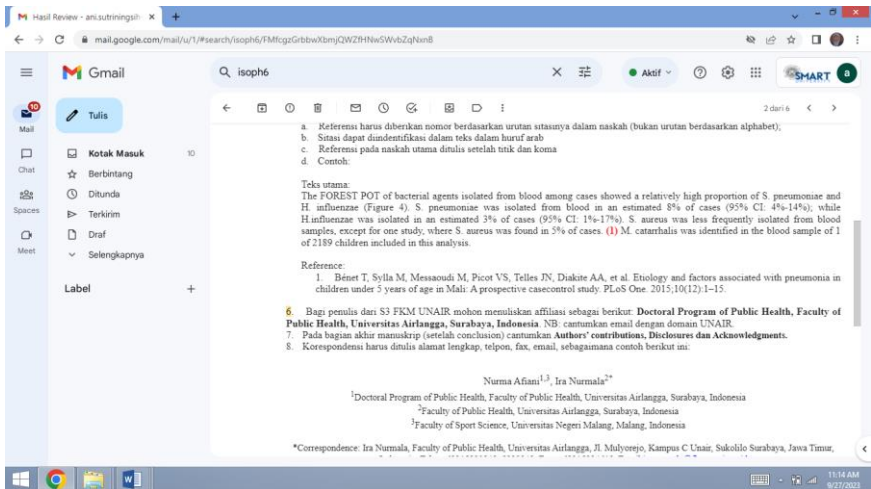 Hasil Review - ani.sutriningsih
mail.google.com/mail/u/1/#search/isoph6/FMfcgzGrbbwXbmjQWZfHNwSWvbZqNxn8
Gmail
isoph6
Aktif
SMART
a
10
Mail
Chat
Spaces
Meet
Tulis
Kotak Masuk 10
Berbintang
Ditunda
Terkirim
Draf
Selengkapnya
Label
2 dari 6
a. Referensi harus diberikan nomor berdasarkan urutan sitasinya dalam naskah (bukan urutan berdasarkan alphabet);
b. Sitasi dapat diindentifikasi dalam teks dalam huruf arab
c. Referensi pada naskah utama ditulis setelah titik dan koma
d. Contoh:
Teks utama:
The FOREST POT of bacterial agents isolated from blood among cases showed a relatively high proportion of S. pneumoniae and
H. influenzae (Figure 4). S. pneumoniae was isolated from blood in an estimated 8% of cases (95% CI: 4%-14%); while
H.influenzae was isolated in an estimated 3% of cases (95% CI: 1%-17%). S. aureus was less frequently isolated from blood
samples, except for one study, where S. aureus was found in 5% of cases. (1) M. catarrhalis was identified in the blood sample of 1
of 2189 children included in this analysis.
Reference:
1. Bénet T, Sylla M, Messaoudi M, Picot VS, Telles JN, Diakite AA, et al. Etiology and factors associated with pneumonia in
children under 5 years of age in Mali: A prospective casecontrol study. PLoS One. 2015;10(12):1–15.
6. Bagi penulis dari S3 FKM UNAIR mohon menuliskan affiliasi sebagai berikut: Doctoral Program of Public Health, Faculty of
Public Health, Universitas Airlangga, Surabaya, Indonesia. NB: cantumkan email dengan domain UNAIR.
7. Pada bagian akhir manuskrip (setelah conclusion) cantumkan Authors' contributions, Disclosures dan Acknowledgments.
8. Korespondensi harus ditulis alamat lengkap, telpon, fax, email, sebagaimana contoh berikut ini:
Nurma Afiani1,3, Ira Nurmala2*
1Doctoral Program of Public Health, Faculty of Public Health, Universitas Airlangga, Surabaya, Indonesia
2Faculty of Public Health, Universitas Airlangga, Surabaya, Indonesia
3Faculty of Sport Science, Universitas Negeri Malang, Malang, Indonesia
*Correspondence: Ira Nurmala, Faculty of Public Health, Universitas Airlangga, Jl. Mulyorejo, Kampus C Unair, Sukolilo Surabaya, Jawa Timur,
11:14 AM
9/27/2023